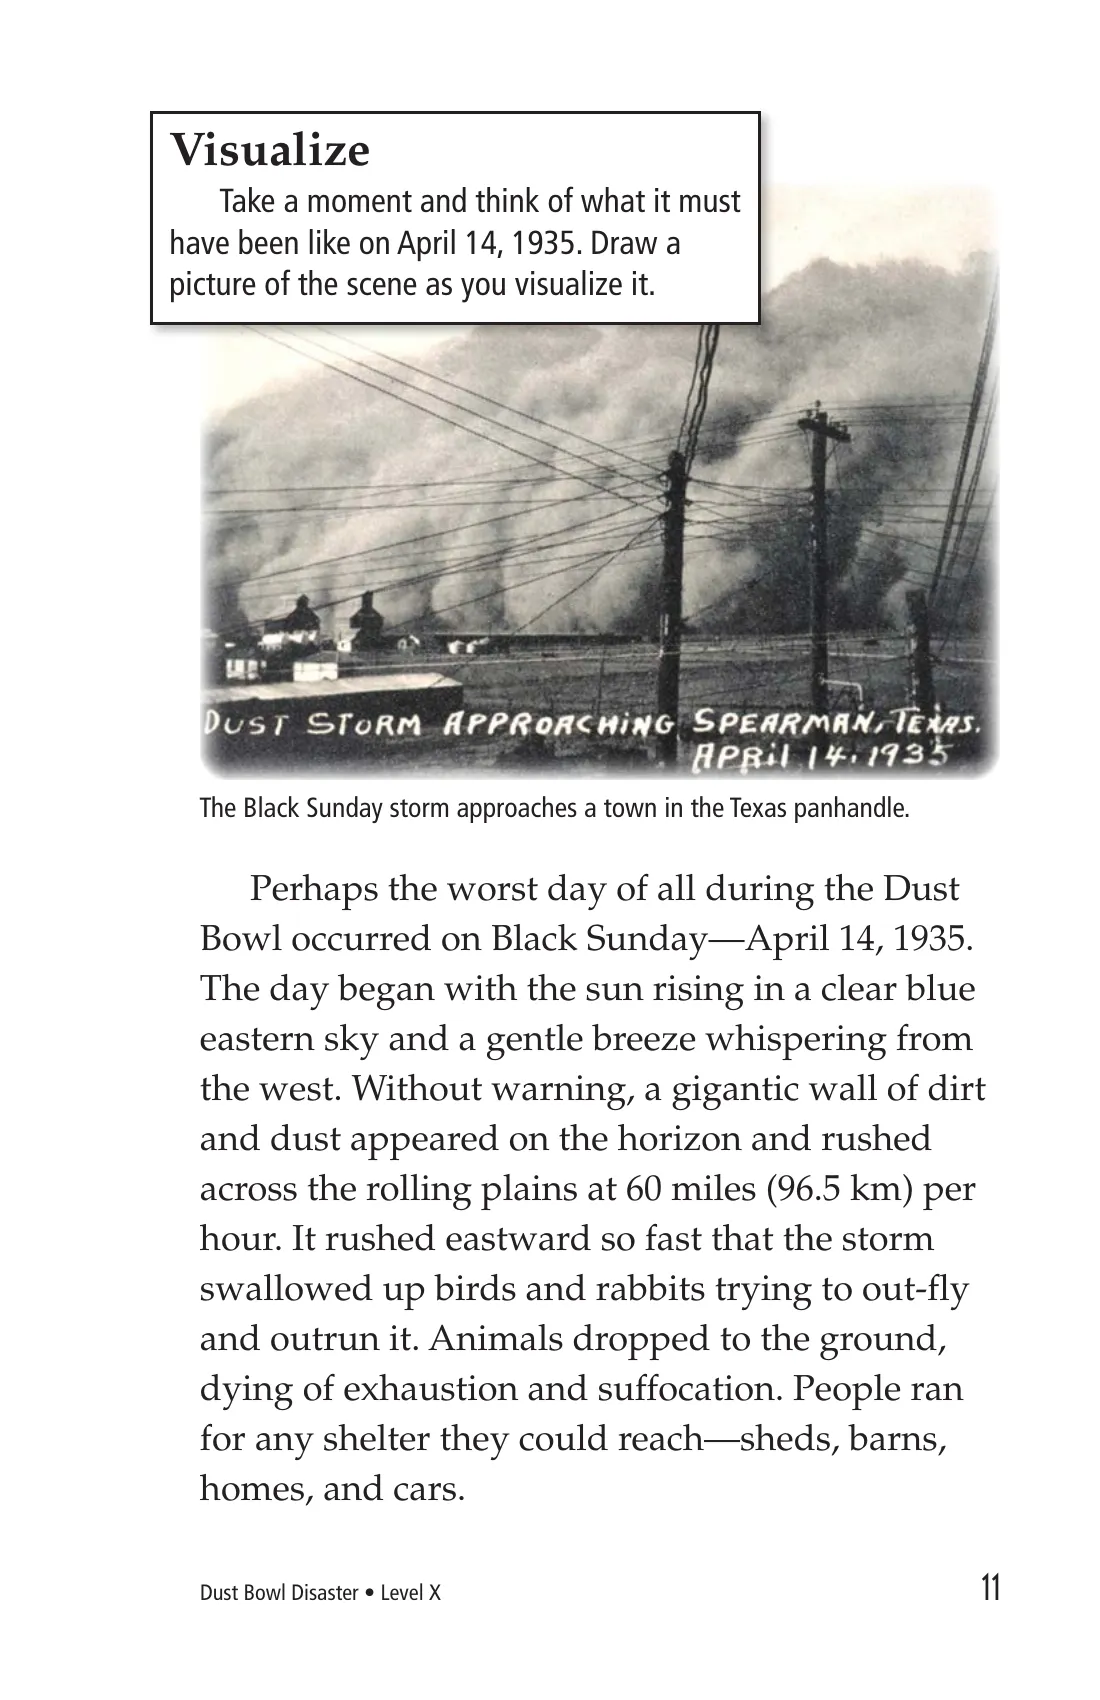 Visualize
Take a moment and think of what it must
have been like on April 14, 1935. Draw a
picture of the scene as you visualize it.
DUST STORM APPROACHING SPEARMAN, TEXAS.
APRIL 14, 1935
The Black Sunday storm approaches a town in the Texas panhandle.
Perhaps the worst day of all during the Dust
Bowl occurred on Black Sunday—April 14, 1935.
The day began with the sun rising in a clear blue
eastern sky and a gentle breeze whispering from
the west. Without warning, a gigantic wall of dirt
and dust appeared on the horizon and rushed
across the rolling plains at 60 miles (96.5 km) per
hour. It rushed eastward so fast that the storm
swallowed up birds and rabbits trying to out-fly
and outrun it. Animals dropped to the ground,
dying of exhaustion and suffocation. People ran
for any shelter they could reach—sheds, barns,
homes, and cars.
Dust Bowl Disaster • Level X
11